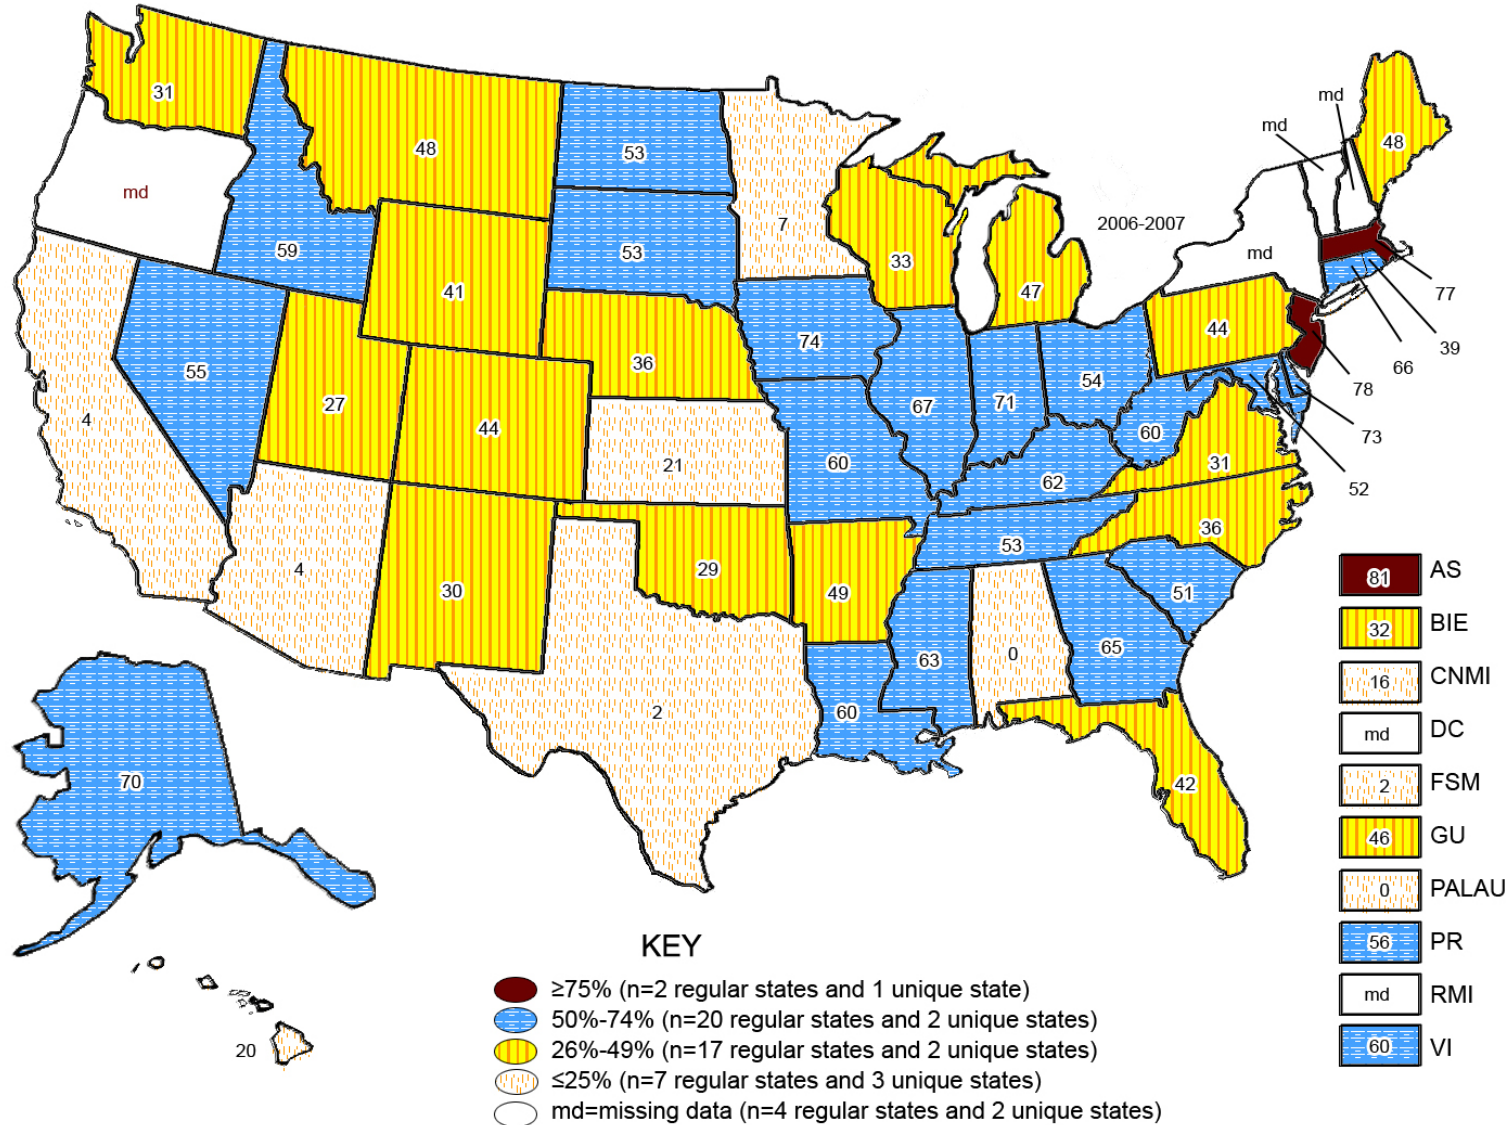 md
md
31
48
48
53
md
2006-2007
7
59
53
33
md
41
47
77
44
74
36
39
55
54
66
27
67
71
78
4
44
60
73
21
60
31
62
52
36
53
4
29
81 AS
30
49
51
32 BIE
0
65
63
16 CNMI
2
60
md DC
70
42
2 FSM
46 GU
0 PALAU
KEY
56 PR
≥75% (n=2 regular states and 1 unique state)
md RMI
50%-74% (n=20 regular states and 2 unique states)
20
26%-49% (n=17 regular states and 2 unique states)
60 VI
≤25% (n=7 regular states and 3 unique states)
md=missing data (n=4 regular states and 2 unique states)